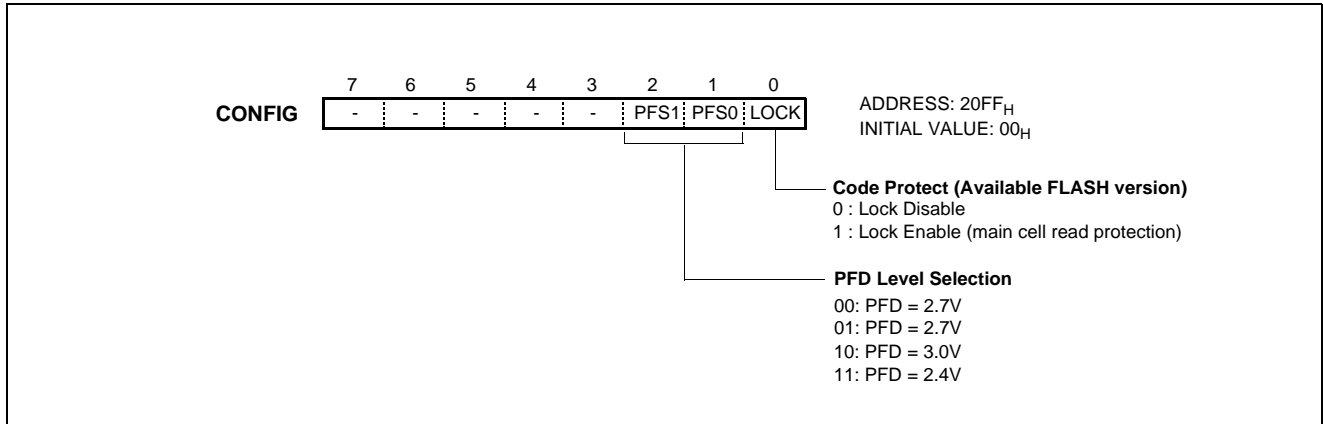 7 6 5 4 3 2 1 0
CONFIG - - - - - PFS1 PFS0 LOCK
ADDRESS: 20FFH
INITIAL VALUE: 00H
Code Protect (Available FLASH version)
0 : Lock Disable
1 : Lock Enable (main cell read protection)
PFD Level Selection
00: PFD = 2.7V
01: PFD = 2.7V
10: PFD = 3.0V
11: PFD = 2.4V